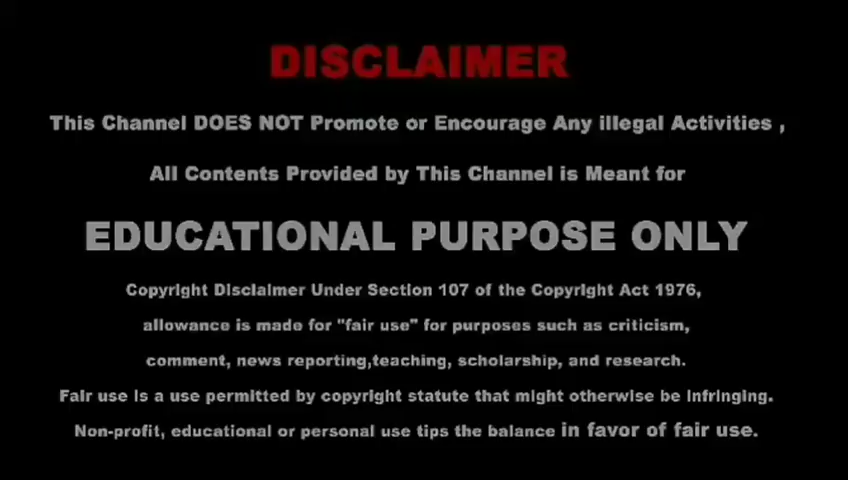 DISCLAIMER
This Channel DOES NOT Promote or Encourage Any illegal Activities ,
All Contents Provided by This Channel is Meant for
EDUCATIONAL PURPOSE ONLY
Copyright Disclaimer Under Section 107 of the Copyright Act 1976,
allowance is made for "fair use" for purposes such as criticism,
comment, news reporting,teaching, scholarship, and research.
Fair use is a use permitted by copyright statute that might otherwise be infringing.
Non-profit, educational or personal use tips the balance in favor of fair use.